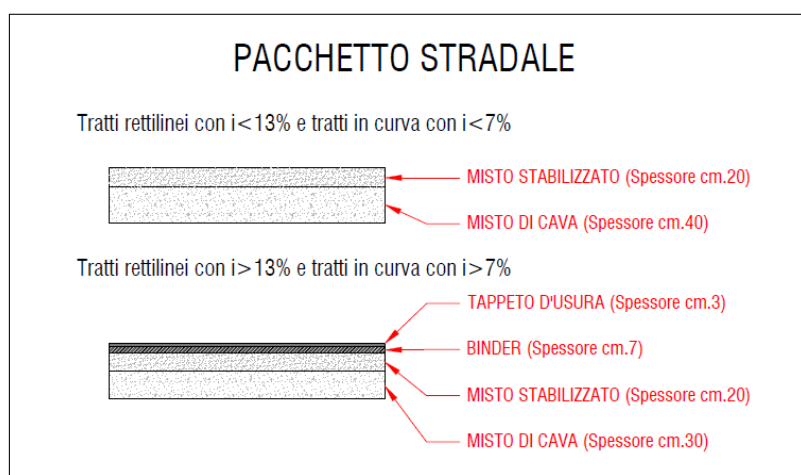 PACCHETTO STRADALE
Tratti rettilinei con i<13% e tratti in curva con i<7%
MISTO STABILIZZATO (Spessore cm.20)
MISTO DI CAVA (Spessore cm.40)
Tratti rettilinei con i>13% e tratti in curva con i>7%
TAPPETO D'USURA (Spessore cm.3)
BINDER (Spessore cm.7)
MISTO STABILIZZATO (Spessore cm.20)
MISTO DI CAVA (Spessore cm.30)